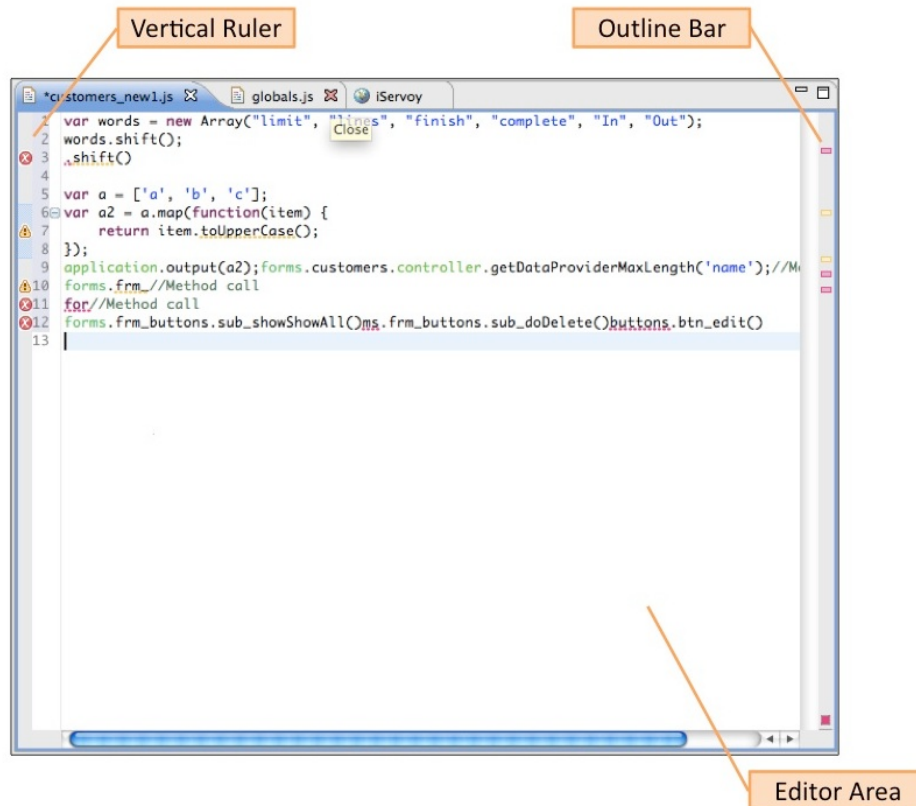 Vertical Ruler
Outline Bar
*customers_new1.js
globals.js
iServoy
1 var words = new Array("limit", "lines", "finish", "complete", "In", "Out");
Close
2 words.shift();
3 .shift()
4
5 var a = ['a', 'b', 'c'];
6 var a2 = a.map(function(item) {
7 return item.toUpperCase();
8 });
9 application.output(a2);forms.customers.controller.getDataProviderMaxLength('name');//M
10 forms.frm_//Method call
11 for//Method call
12 forms.frm_buttons.sub_showShowAll()ms.frm_buttons.sub_doDelete()buttons.btn_edit()
13
Editor Area